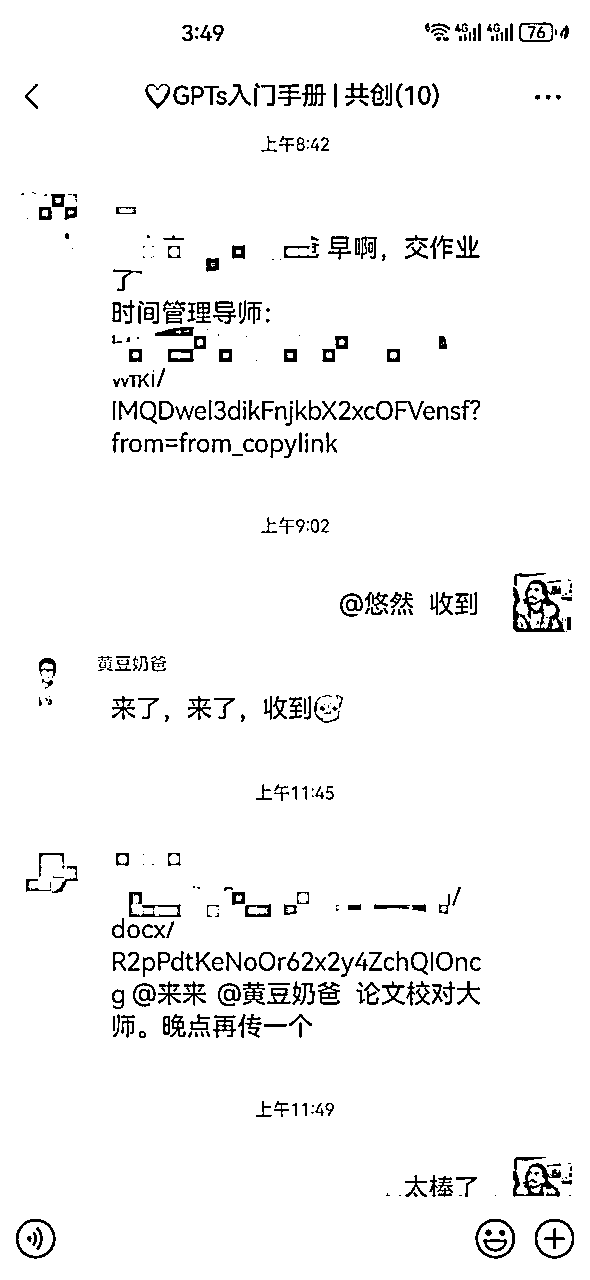 3:49
4G 4G 76
♡GPTs入门手册 | 共创(10)
上午8:42
早啊，交作业
了
时间管理导师：
wiki/
IMQDwel3dikFnjkbX2xcOFVensf?
from=from_copylink
上午9:02
@悠然 收到
黄豆奶爸
来了，来了，收到
上午11:45
/
docx/
R2pPdtKeNoOr62x2y4ZchQIOnc
g @来来 @黄豆奶爸 论文校对大
师。晚点再传一个
上午11:49
太棒了